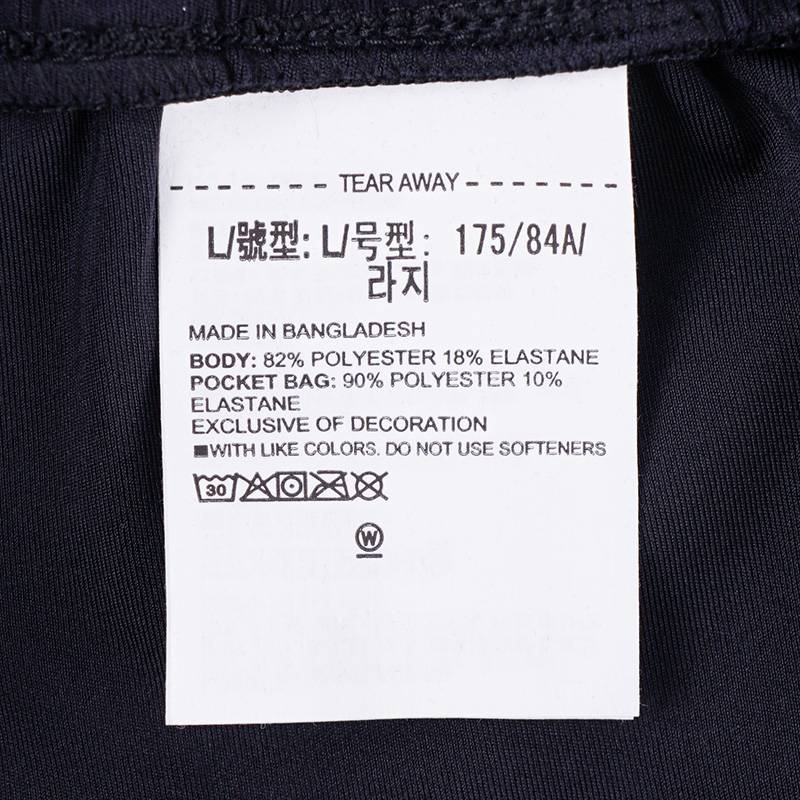 TEAR AWAY
L/號型: L/号型: 175/84A/
라지
MADE IN BANGLADESH
BODY: 82% POLYESTER 18% ELASTANE
POCKET BAG: 90% POLYESTER 10%
ELASTANE
EXCLUSIVE OF DECORATION
■WITH LIKE COLORS. DO NOT USE SOFTENERS
30
W